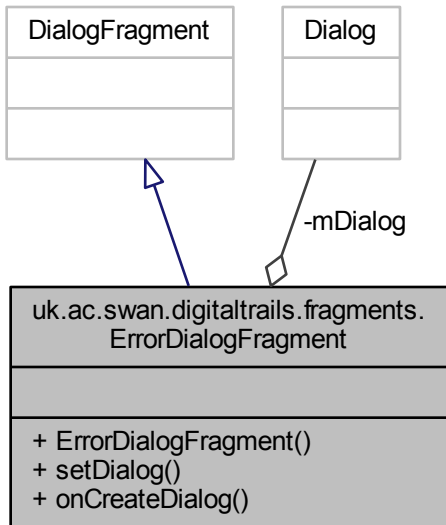 DialogFragment
Dialog
-mDialog
uk.ac.swan.digitaltrails.fragments.
ErrorDialogFragment
+ ErrorDialogFragment()
+ setDialog()
+ onCreateDialog()